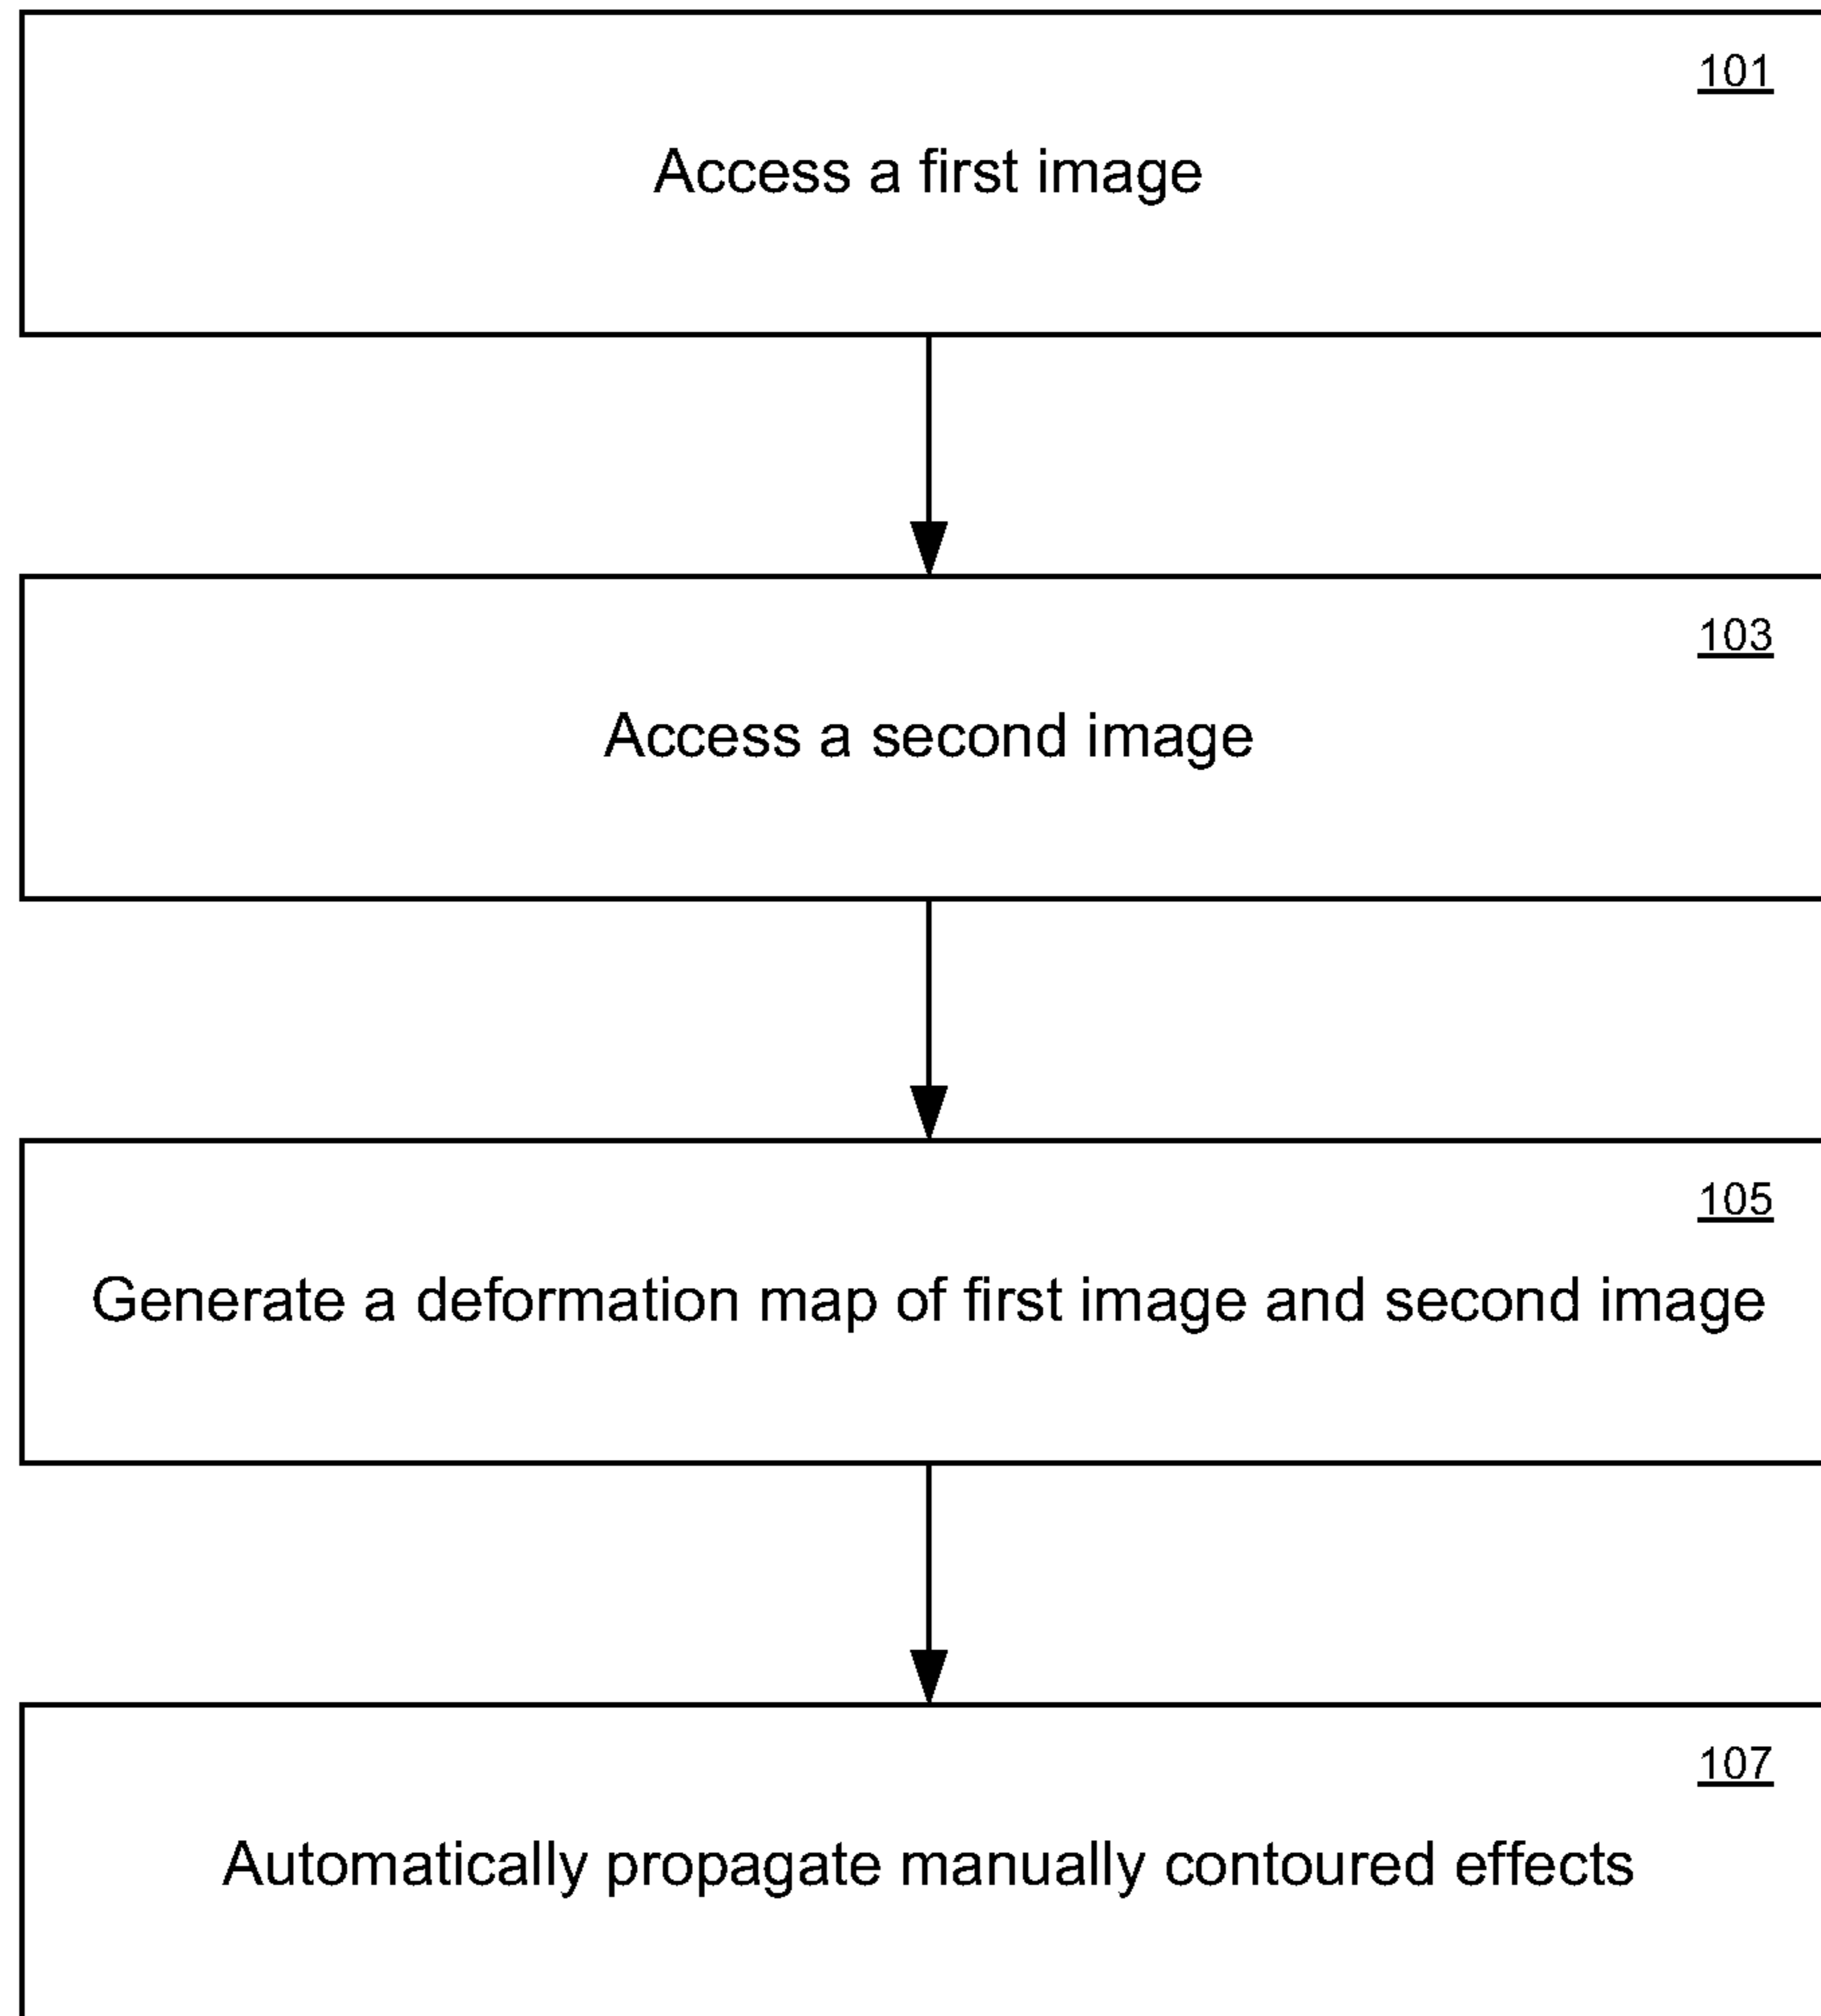 101
Access a first image
103
Access a second image
105
Generate a deformation map of first image and second image
107
Automatically propagate manually contoured effects